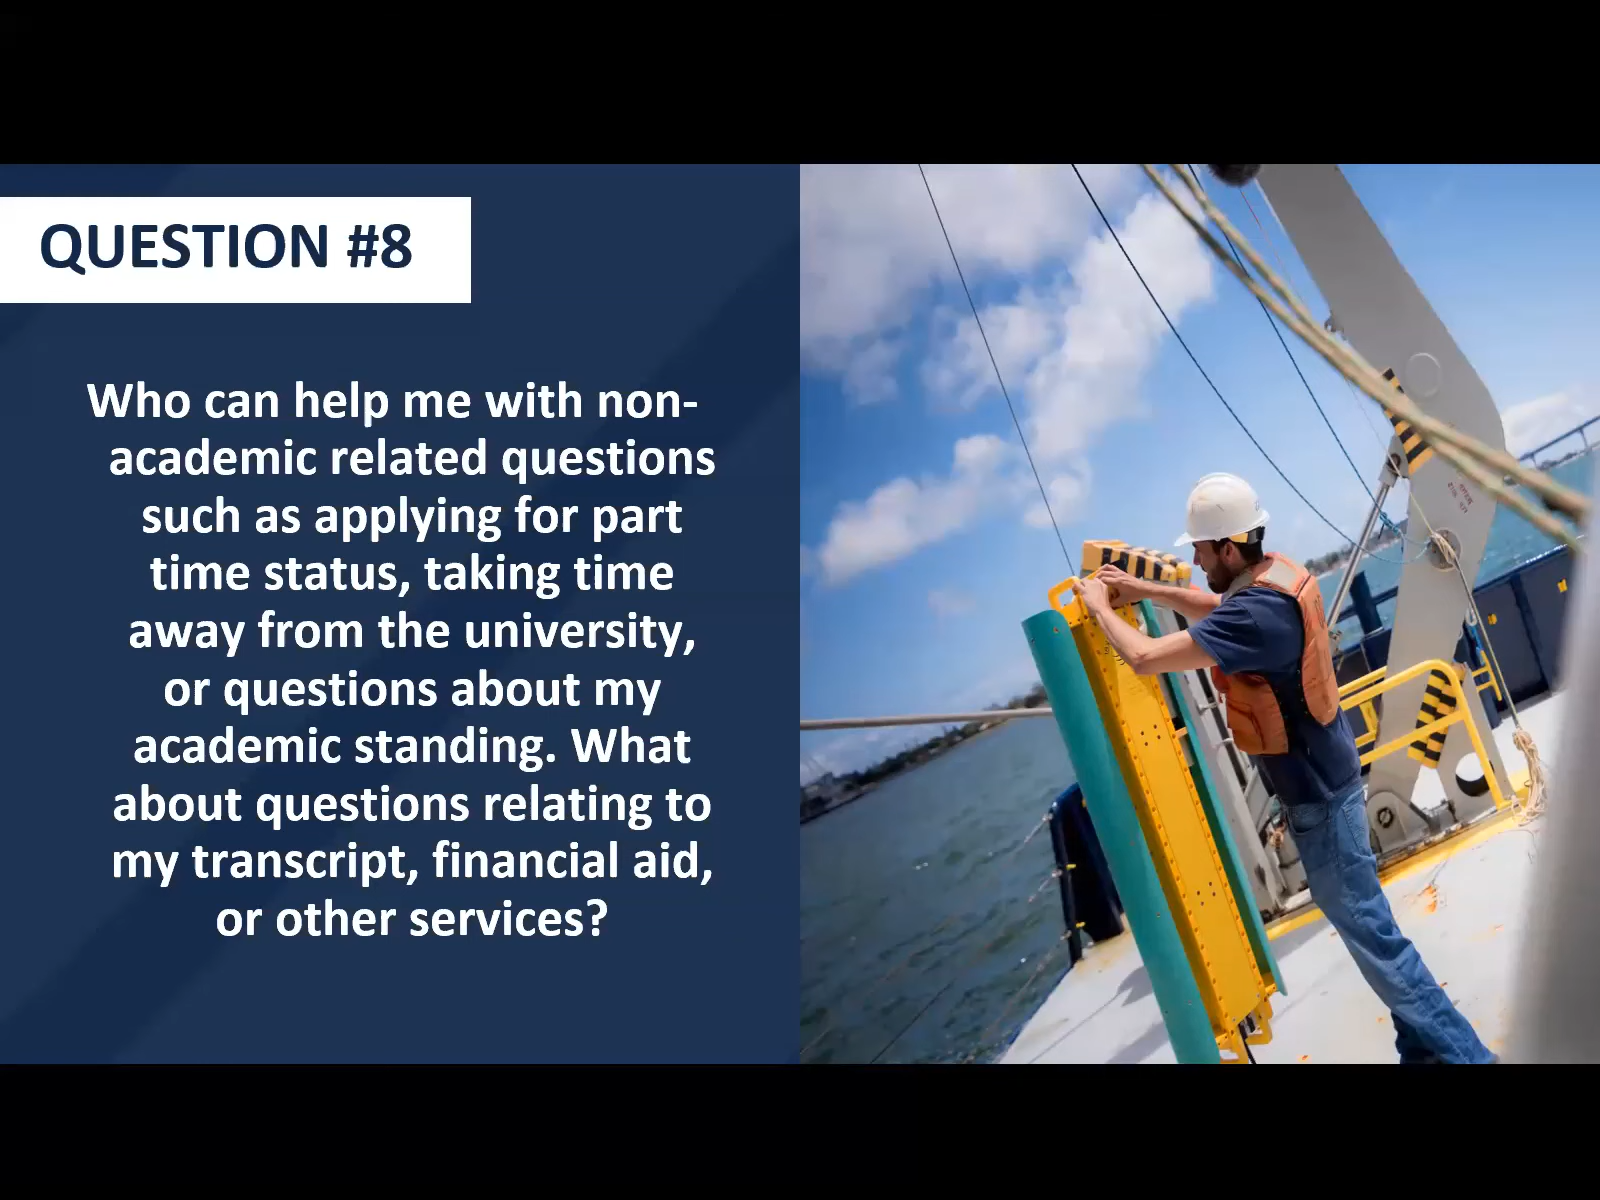 QUESTION #8
Who can help me with non-
academic related questions
such as applying for part
time status, taking time
away from the university,
or questions about my
academic standing. What
about questions relating to
my transcript, financial aid,
or other services?